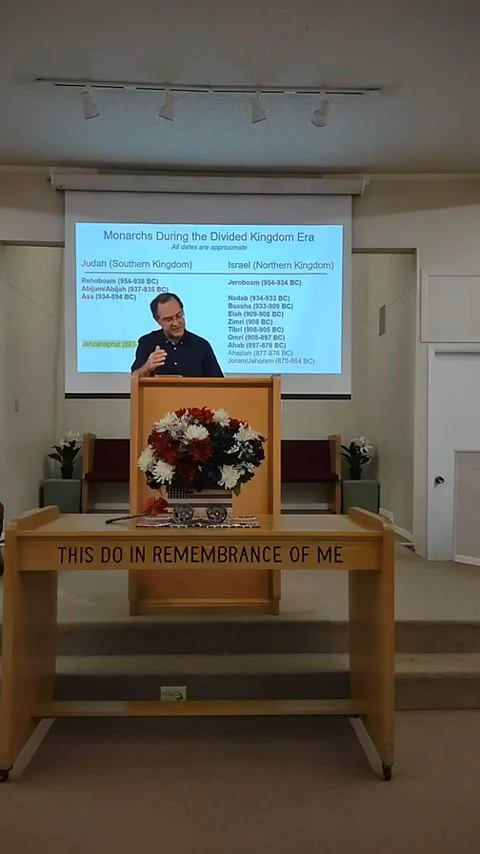 Monarchs During the Divided Kingdom Era
All dates are approximate
Judah (Southern Kingdom)
Rehoboam (954-938 BC)
Abijam/Abijah (937-935 BC)
Asa (934-894 BC)
Jehoshaphat (893-
Israel (Northern Kingdom)
Jeroboam (954-934 BC)
Nadab (934-933 BC)
Baasha (933-909 BC)
Elah (909-908 BC)
Zimri (908 BC)
Tibri (908-905 BC)
Omri (908-897 BC)
Ahab (897-878 BC)
Ahaziah (877-876 BC)
Joram/Jehoram (875-864 BC)
THIS DO IN REMEMBRANCE OF ME